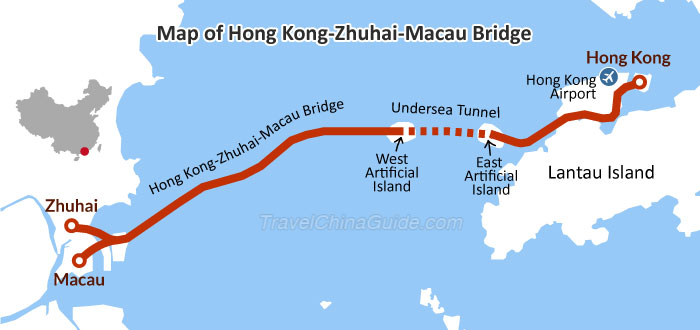 Map of Hong Kong-Zhuhai-Macau Bridge
Hong Kong
Hong Kong
Airport
Undersea Tunnel
Hong Kong-Zhuhai-Macau Bridge
West
Artificial
Island
East
Artificial
Island
Lantau Island
Zhuhai
TravelChinaGuide.com
Macau